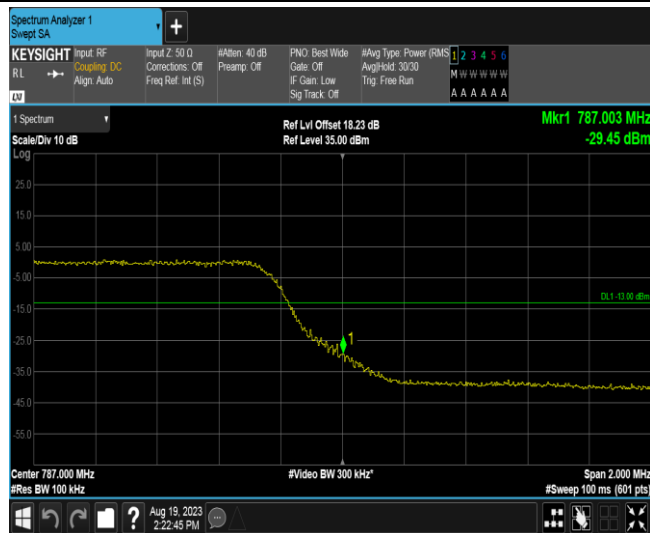 Spectrum Analyzer 1
Swept SA
+
KEYSIGHT
RL
Input: RF
Coupling: DC
Align: Auto
Input Z: 50 Ω
Corrections: Off
Freq Ref: Int (S)
#Atten: 40 dB
Preamp: Off
PNO: Best Wide
Gate: Off
IF Gain: Low
Sig Track: Off
#Avg Type: Power (RMS
Avg|Hold: 30/30
Trig: Free Run
1 2 3 4 5 6
M W W W W W
A A A A A A
1 Spectrum
Scale/Div 10 dB
Log
Ref Lvl Offset 18.23 dB
Ref Level 35.00 dBm
Mkr1 787.003 MHz
-29.45 dBm
25.0
15.0
5.00
-5.00
-15.0
-25.0
-35.0
-45.0
-55.0
DL1 -13.00 dBm
1
Center 787.000 MHz
#Res BW 100 kHz
#Video BW 300 kHz*
Span 2.000 MHz
#Sweep 100 ms (601 pts)
?
Aug 19, 2023
2:22:45 PM